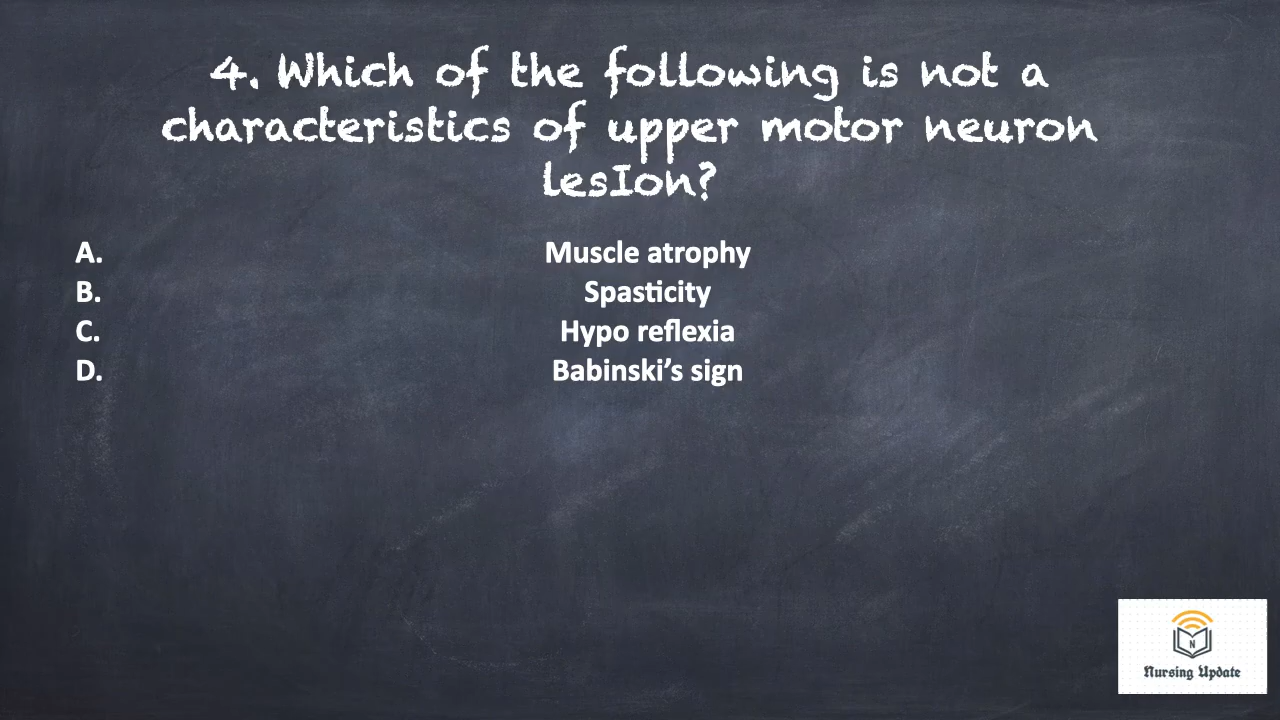 4. Which of the following is not a
characteristics of upper motor neuron
lesIon?
A. Muscle atrophy
B. Spasticity
C. Hypo reflexia
D. Babinski’s sign
N
Nursing Update